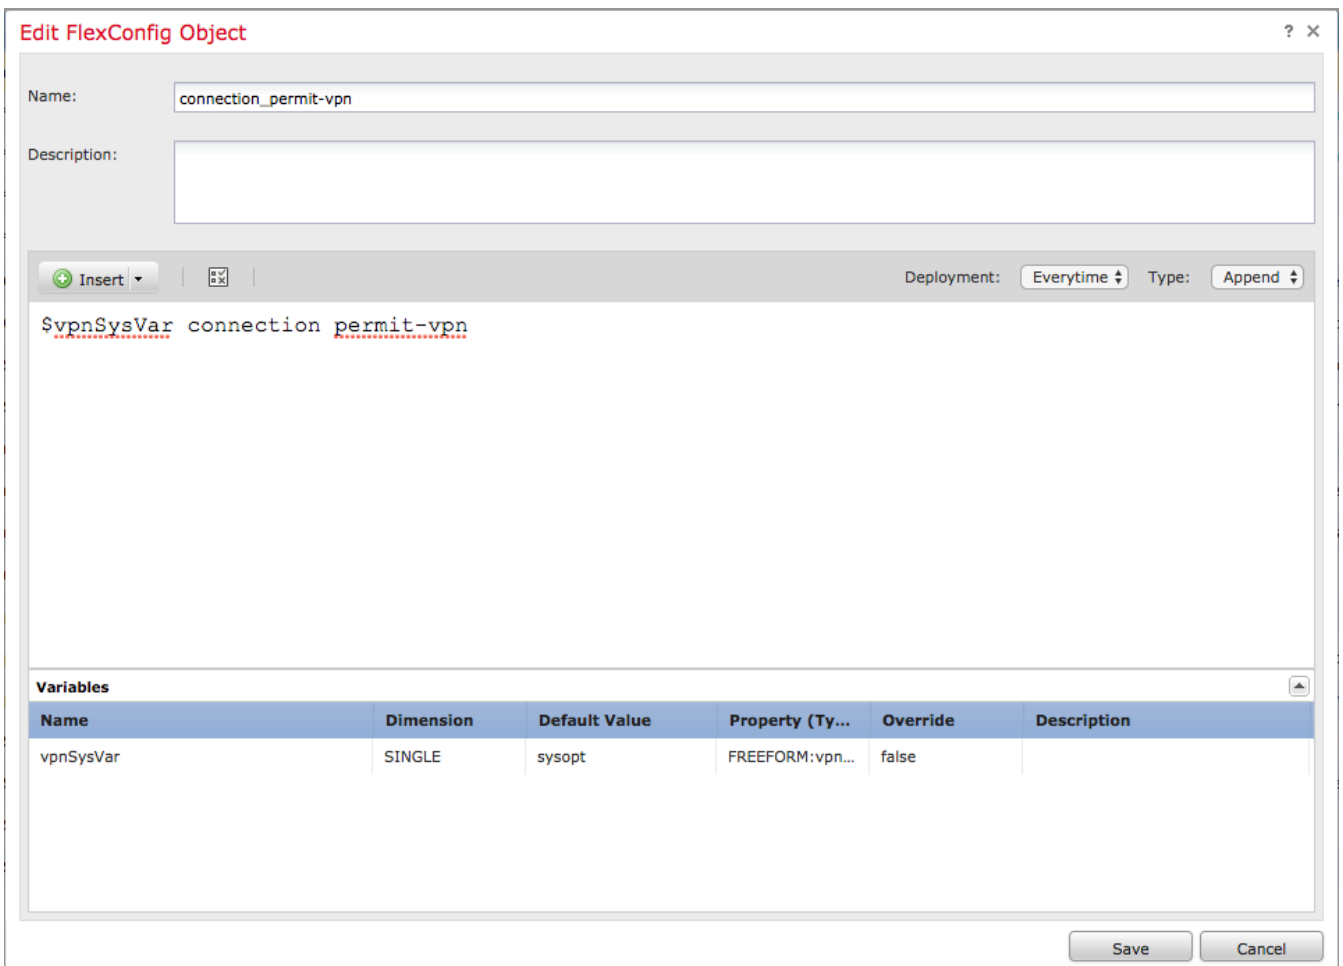 Edit FlexConfig Object
? ×
Name: connection_permit-vpn
Description:
Insert Deployment: Everytime Type: Append
$vpnSysVar connection permit-vpn
Variables
Name Dimension Default Value Property (Ty... Override Description
vpnSysVar SINGLE sysopt FREEFORM:vpn... false
Save Cancel